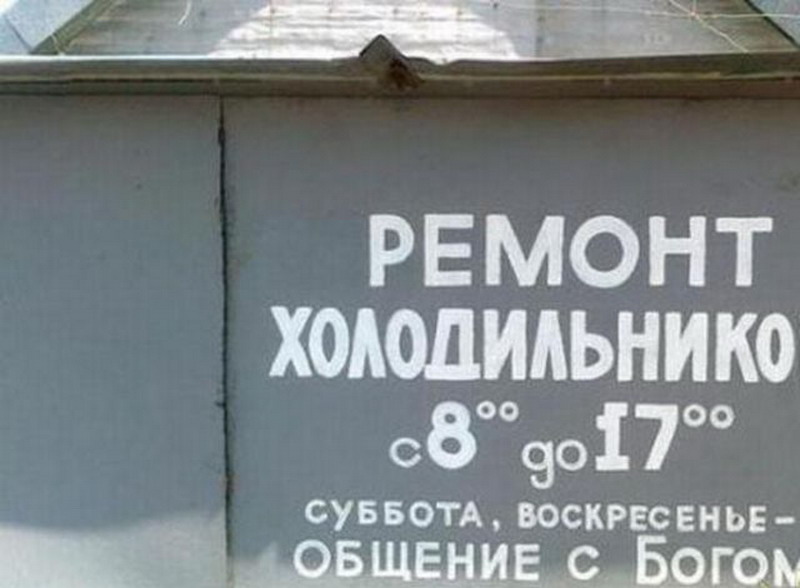 РЕМОНТ
ХОЛОДИЛЬНИКО
с 8⁰⁰ до 17⁰⁰
СУББОТА, ВОСКРЕСЕНЬЕ –
ОБЩЕНИЕ С БОГОМ